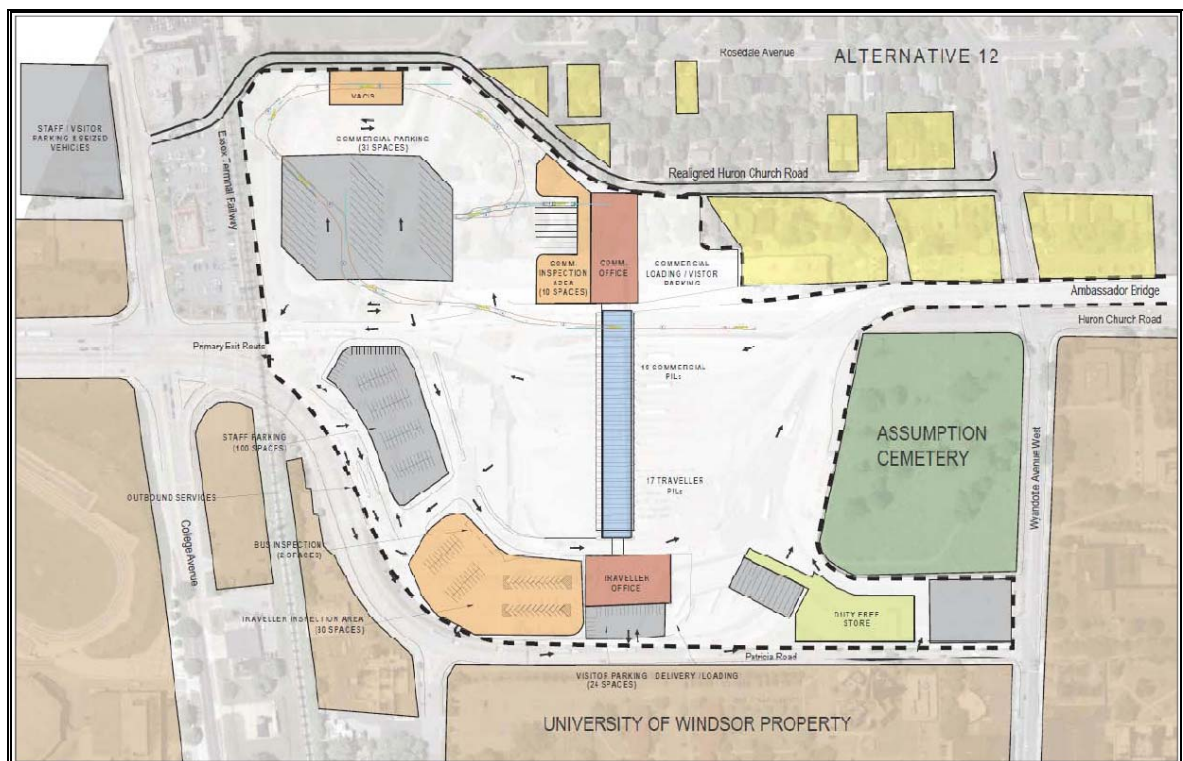 Rosedale Avenue
ALTERNATIVE 12
VACIS
STAFF / VISITOR
PARKING & SEIZED
VEHICLES
Essex Terminal Railway
COMMERCIAL PARKING
(31 SPACES)
Realigned Huron Church Road
COMM.
INSPECTION
AREA
(10 SPACES)
COMM.
OFFICE
COMMERCIAL
LOADING / VISTOR
PARKING
Ambassador Bridge
Huron Church Road
Primary Exit Route
16 COMMERCIAL
PILs
ASSUMPTION
CEMETERY
STAFF PARKING
(100 SPACES)
17 TRAVELLER
PILs
OUTBOUND SERVICES
Wyandotte Avenue West
College Avenue
BUS INSPECTION
TRAVELLER
OFFICE
DUTY FREE
STORE
TRAVELLER INSPECTION AREA
Patricia Road
VISITOR PARKING
(24 SPACES)
DELIVERY / LOADING
UNIVERSITY OF WINDSOR PROPERTY